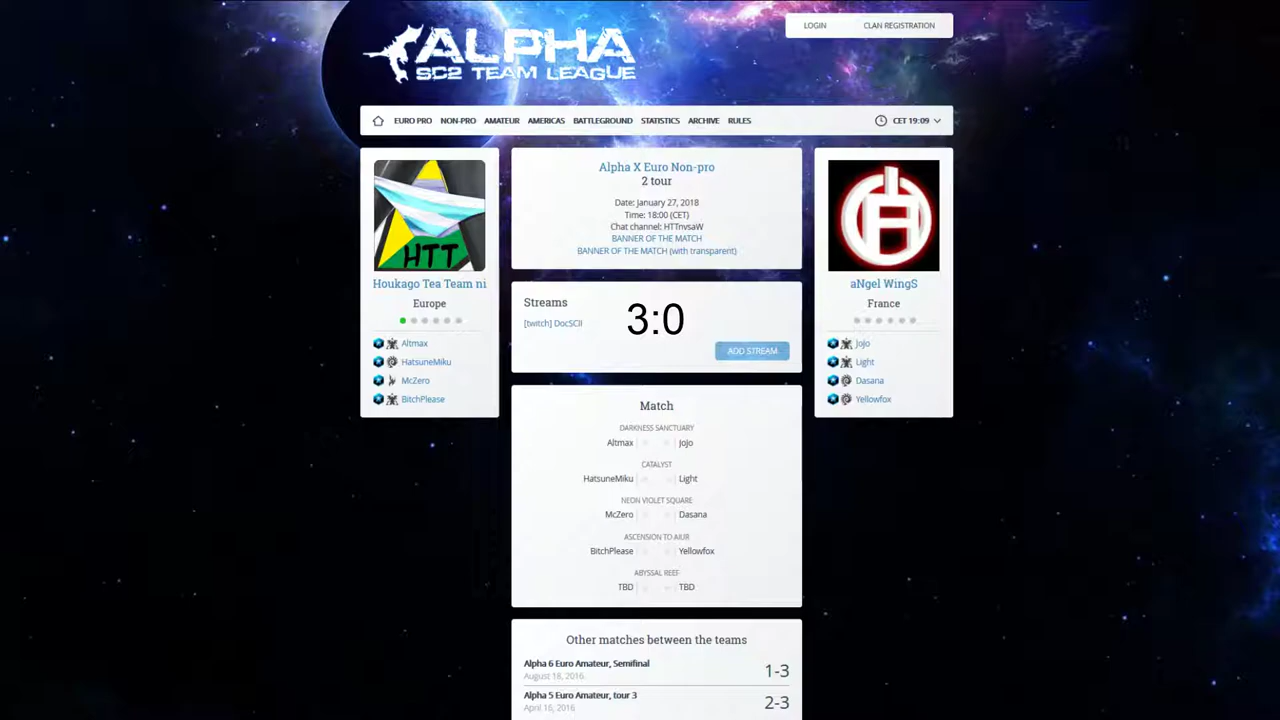 LOGIN
CLAN REGISTRATION
ALPHA
SC2 TEAM LEAGUE
EURO PRO NON-PRO AMATEUR AMERICAS BATTLEGROUND STATISTICS ARCHIVE RULES
CET 19:09
HTT
Houkago Tea Team ni
Europe
Altmax
HatsuneMiku
McZero
BitchPlease
Alpha X Euro Non-pro
2 tour
Date: January 27, 2018
Time: 18:00 (CET)
Chat channel: HTTnvsaW
BANNER OF THE MATCH
BANNER OF THE MATCH (with transparent)
Streams
[twitch] DocSCII
3:0
ADD STREAM
Match
DARKNESS SANCTUARY
Altmax JoJo
CATALYST
HatsuneMiku Light
NEON VIOLET SQUARE
McZero Dasana
ASCENSION TO AIUR
BitchPlease Yellowfox
ABYSSAL REEF
TBD TBD
Other matches between the teams
Alpha 6 Euro Amateur, Semifinal
August 16, 2016.
1-3
Alpha 5 Euro Amateur, tour 3
April 16, 2016
2-3
aNgel WingS
France
JoJo
Light
Dasana
Yellowfox